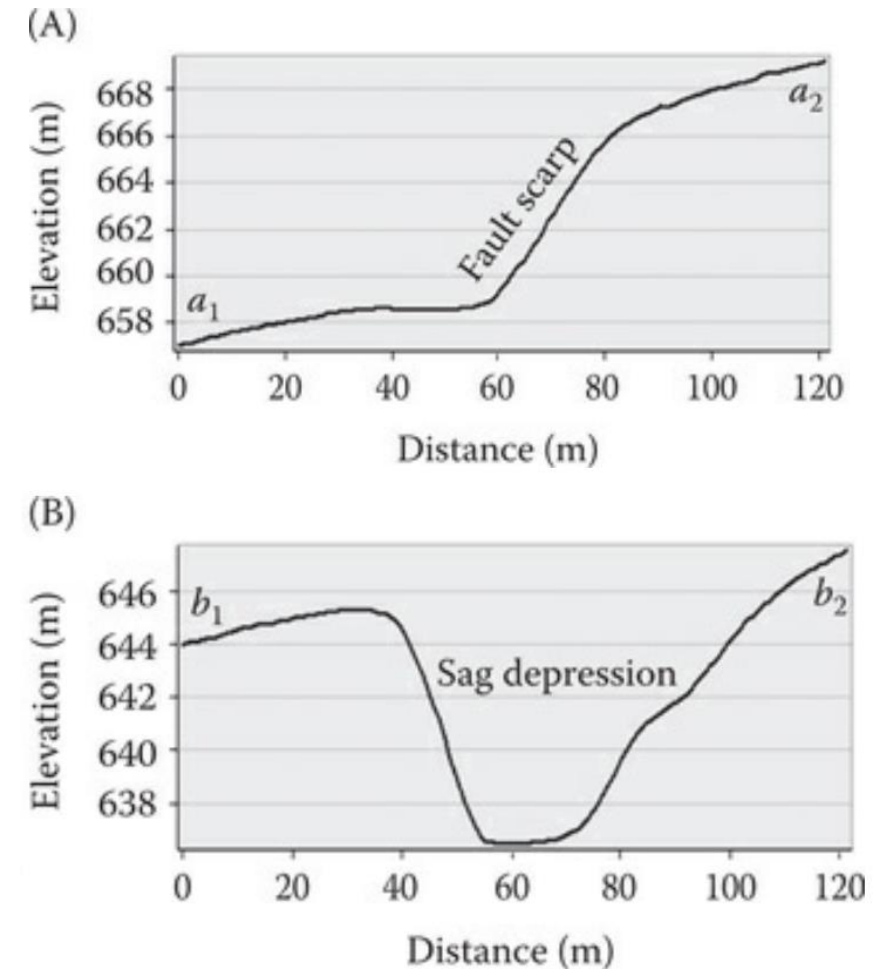 (A)
Elevation (m)
668
666
664
662
660
658
a1
Fault scarp
a2
0 20 40 60 80 100 120
Distance (m)
(B)
Elevation (m)
646
644
642
640
638
b1
Sag depression
b2
0 20 40 60 80 100 120
Distance (m)